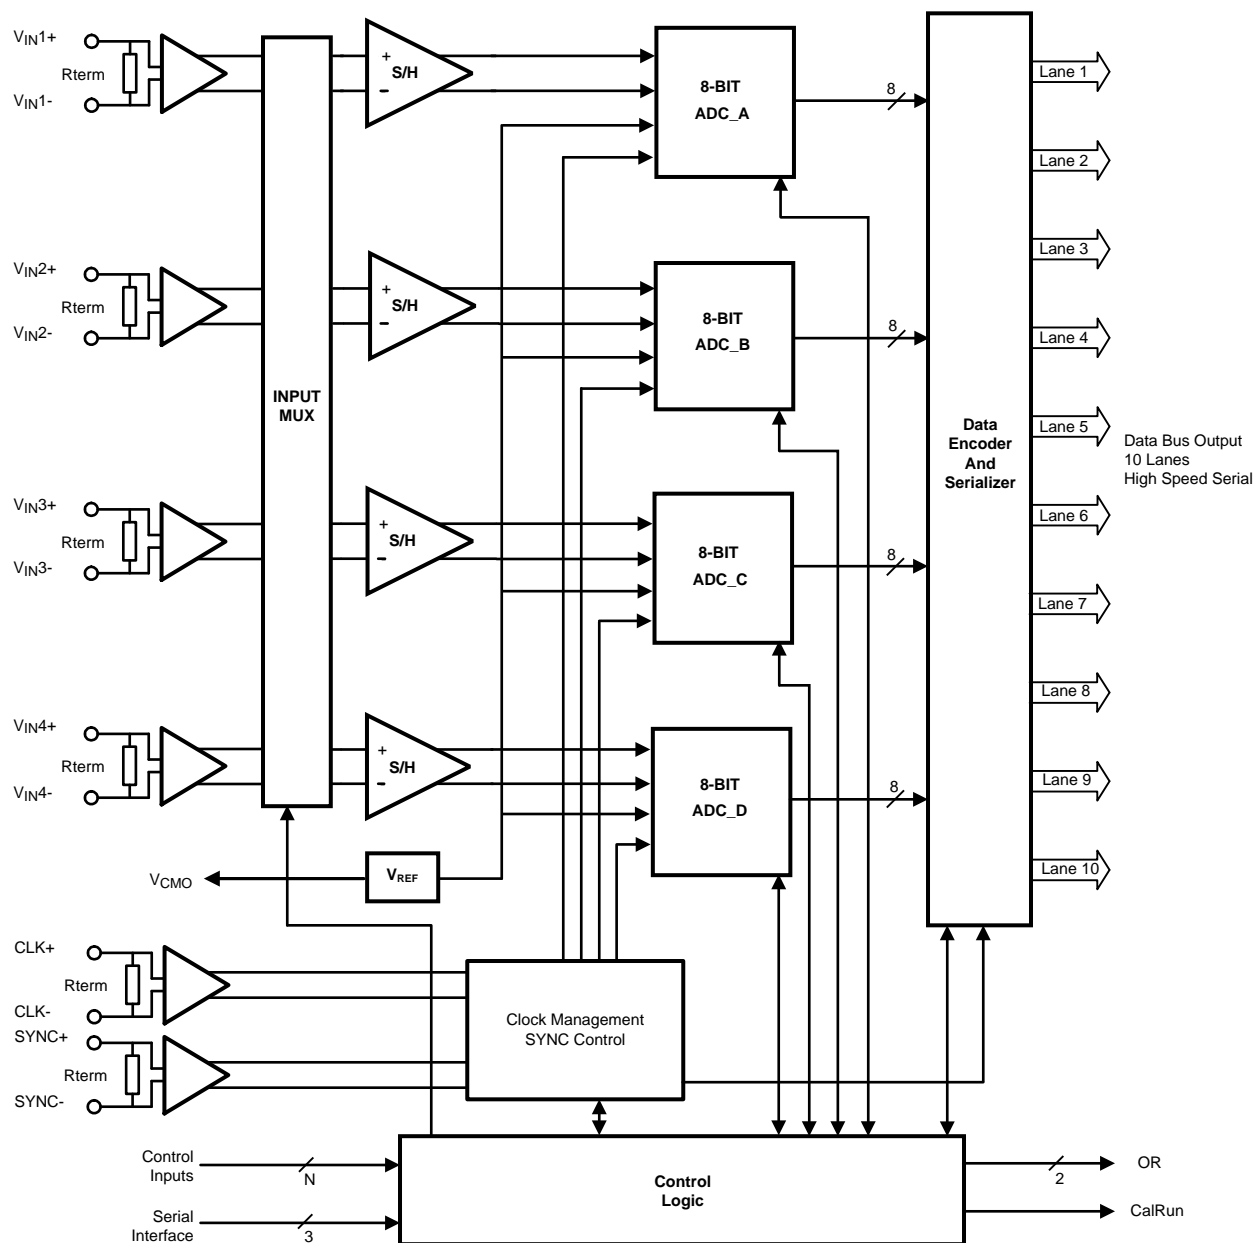 VIN1+
Rterm
VIN1-
VIN2+
Rterm
VIN2-
VIN3+
Rterm
VIN3-
VIN4+
Rterm
VIN4-
INPUT
MUX
+
S/H
−
+
S/H
−
+
S/H
−
+
S/H
−
8-BIT
ADC_A
8-BIT
ADC_B
8-BIT
ADC_C
8-BIT
ADC_D
8
8
8
8
Data
Encoder
And
Serializer
Lane 1
Lane 2
Lane 3
Lane 4
Lane 5
Lane 6
Lane 7
Lane 8
Lane 9
Lane 10
Data Bus Output
10 Lanes
High Speed Serial
VCMO
VREF
CLK+
Rterm
CLK-
SYNC+
Rterm
SYNC-
Clock Management
SYNC Control
Control
Inputs
N
Serial
Interface
3
Control
Logic
2
OR
CalRun